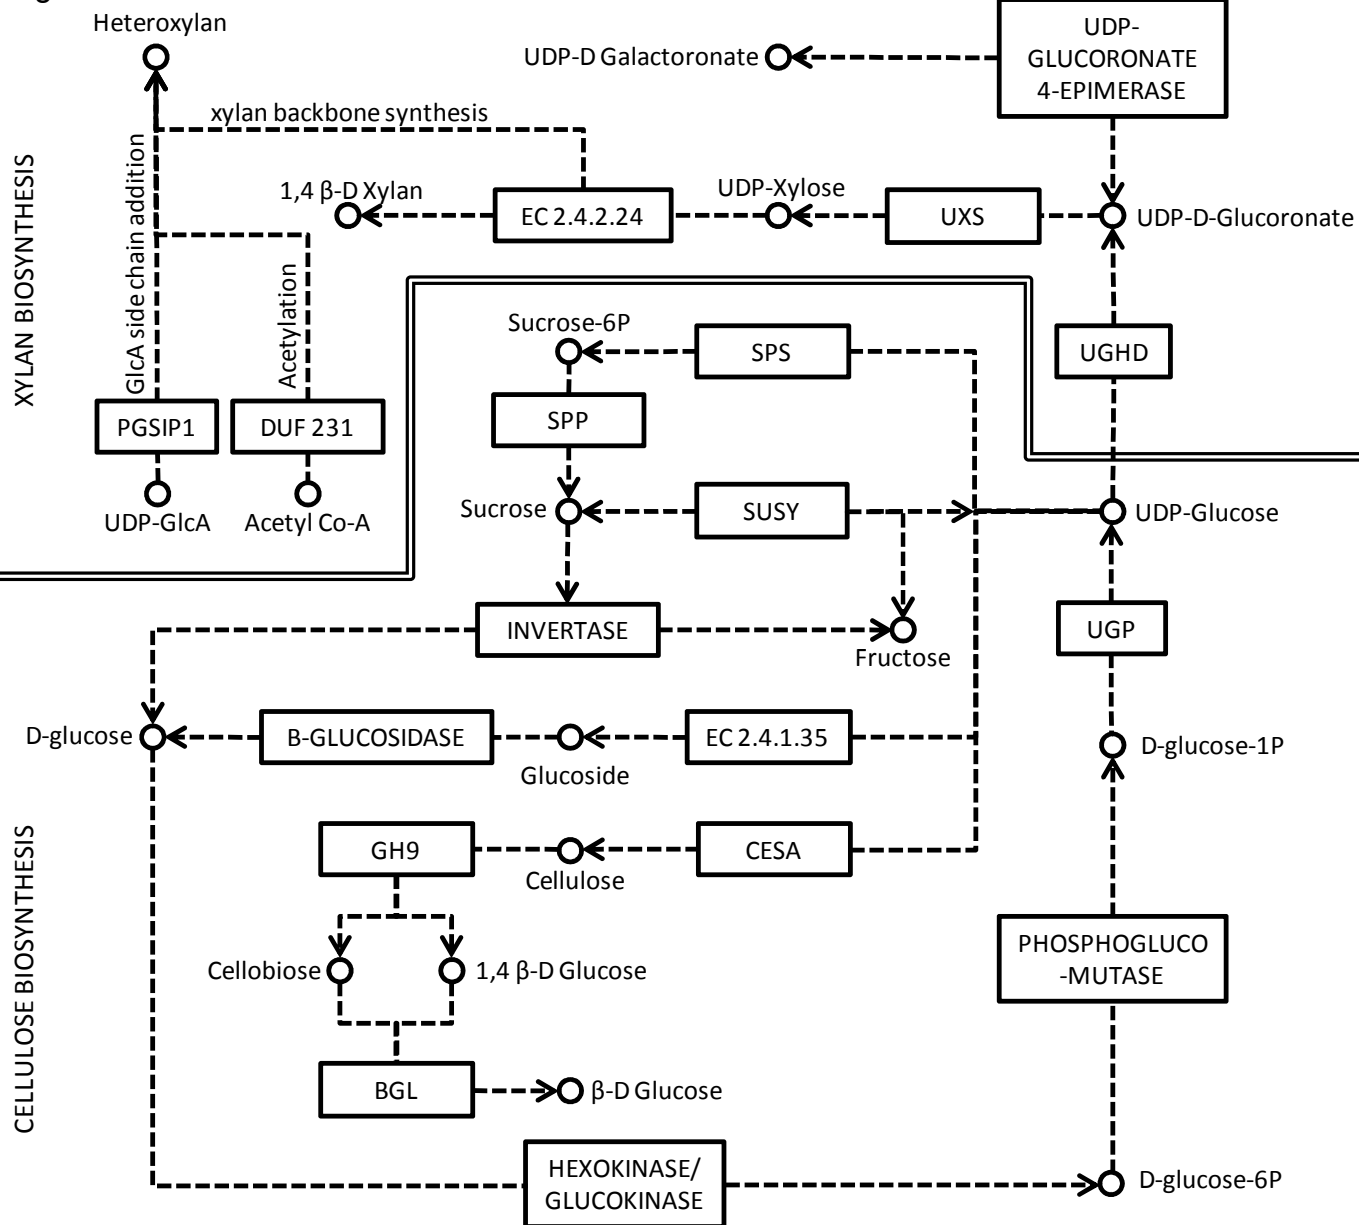 Heteroxylan
UDP-
GLUCORONATE
4-EPIMERASE
UDP-D Galactoronate
xylan backbone synthesis
XYLAN BIOSYNTHESIS
GlcA side chain addition
1,4 β-D Xylan
EC 2.4.2.24
UDP-Xylose
UXS
UDP-D-Glucoronate
Acetylation
Sucrose-6P
SPS
UGHD
PGSIP1
DUF 231
SPP
UDP-GlcA
Acetyl Co-A
Sucrose
SUSY
UDP-Glucose
INVERTASE
Fructose
UGP
D-glucose
B-GLUCOSIDASE
Glucoside
EC 2.4.1.35
D-glucose-1P
CELLULOSE BIOSYNTHESIS
GH9
Cellulose
CESA
Cellobiose
1,4 β-D Glucose
PHOSPHOGLUCO
-MUTASE
BGL
β-D Glucose
HEXOKINASE/
GLUCOKINASE
D-glucose-6P